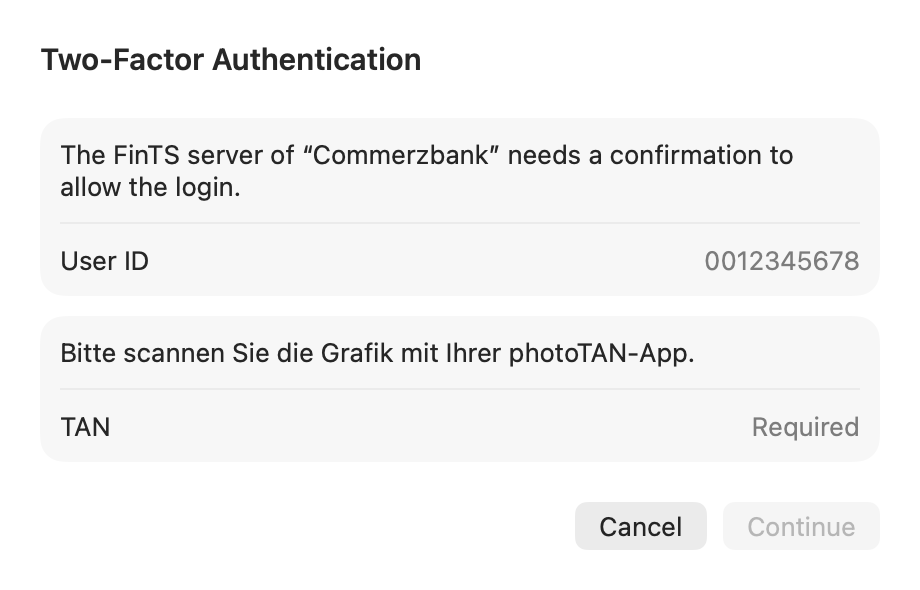 Two-Factor Authentication
The FinTS server of “Commerzbank” needs a confirmation to
allow the login.
User ID
0012345678
Bitte scannen Sie die Grafik mit Ihrer photoTAN-App.
TAN
Required
Cancel
Continue